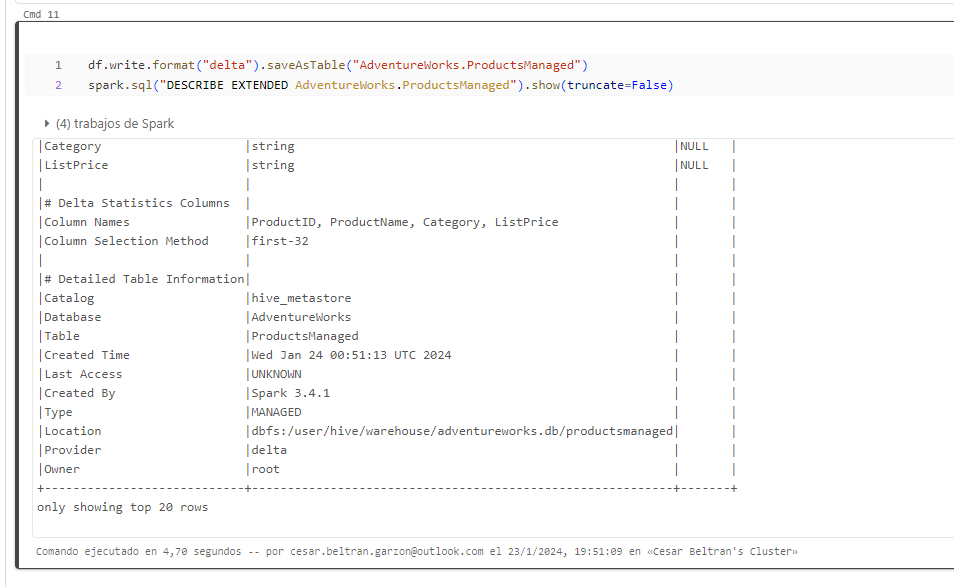 Cmd 11
1 df.write.format("delta").saveAsTable("AdventureWorks.ProductsManaged")
2 spark.sql("DESCRIBE EXTENDED AdventureWorks.ProductsManaged").show(truncate=False)
(4) trabajos de Spark
|Category |string |NULL |
|ListPrice |string |NULL |
| | | |
|# Delta Statistics Columns | | |
|Column Names |ProductID, ProductName, Category, ListPrice | |
|Column Selection Method |first-32 | |
| | | |
|# Detailed Table Information| | |
|Catalog |hive_metastore | |
|Database |AdventureWorks | |
|Table |ProductsManaged | |
|Created Time |Wed Jan 24 00:51:13 UTC 2024 | |
|Last Access |UNKNOWN | |
|Created By |Spark 3.4.1 | |
|Type |MANAGED | |
|Location |dbfs:/user/hive/warehouse/adventureworks.db/productsmanaged| |
|Provider |delta | |
|Owner |root | |
+----------------------------+-----------------------------------------------------------+-------+
only showing top 20 rows
Comando ejecutado en 4,70 segundos -- por cesar.beltran.garzon@outlook.com el 23/1/2024, 19:51:09 en «Cesar Beltran's Cluster»